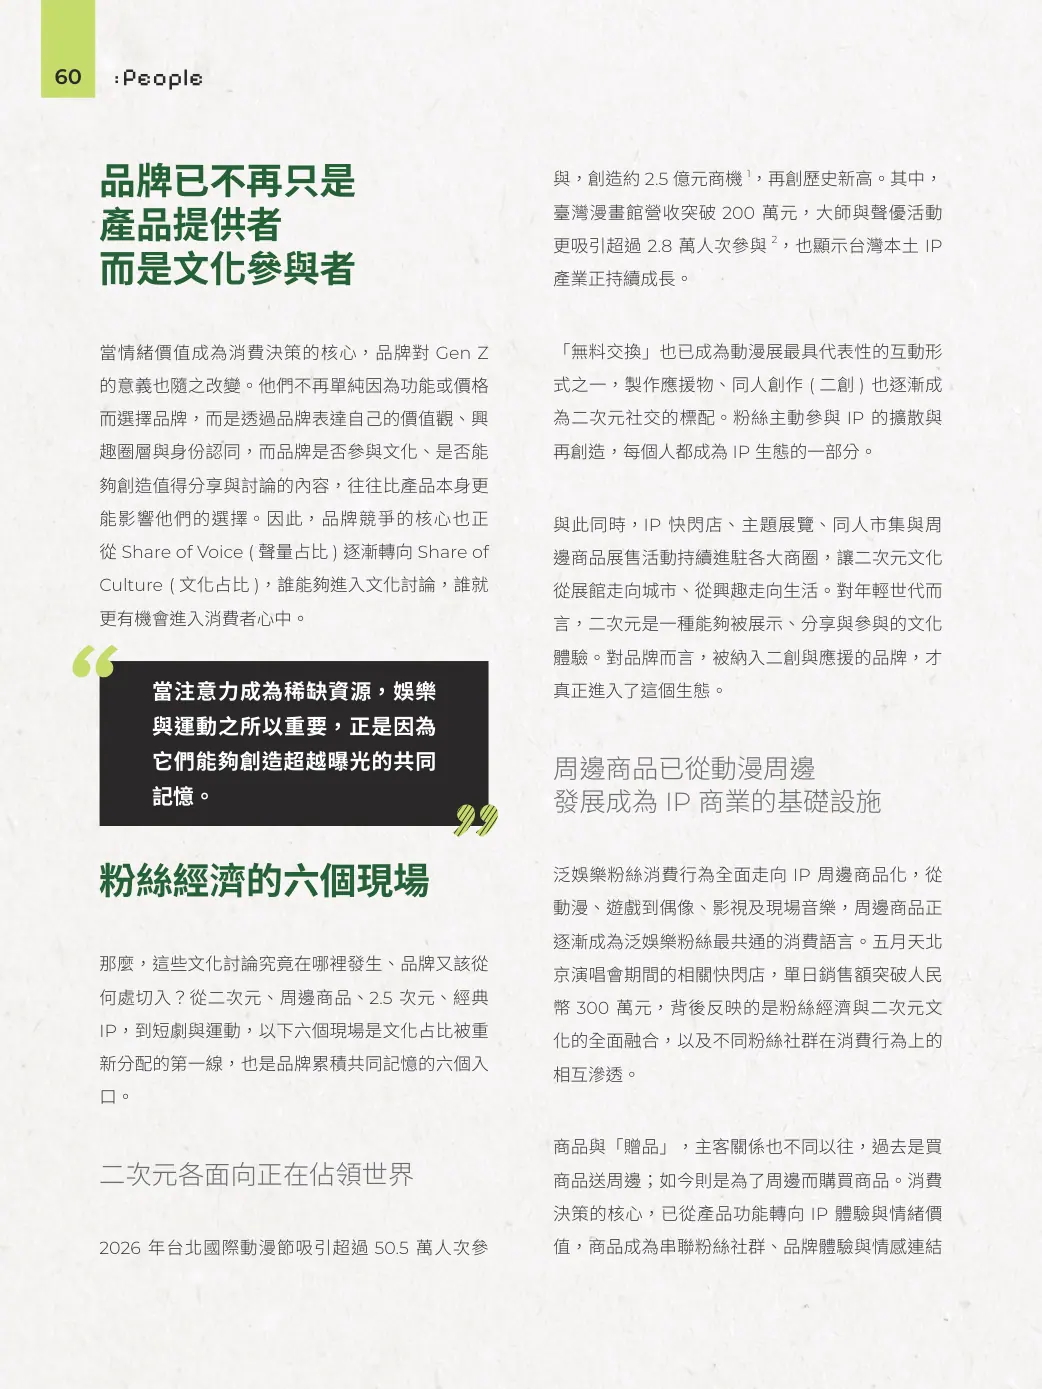 60
:People
品牌已不再只是
產品提供者
而是文化參與者
當情緒價值成為消費決策的核心，品牌對 Gen Z
的意義也隨之改變。他們不再單純因為功能或價格
而選擇品牌，而是透過品牌表達自己的價值觀、興
趣圈層與身份認同，而品牌是否參與文化、是否能
夠創造值得分享與討論的內容，往往比產品本身更
能影響他們的選擇。因此，品牌競爭的核心也正
從 Share of Voice ( 聲量占比 ) 逐漸轉向 Share of
Culture ( 文化占比 )，誰能夠進入文化討論，誰就
更有機會進入消費者心中。
“
當注意力成為稀缺資源，娛樂
與運動之所以重要，正是因為
它們能夠創造超越曝光的共同
記憶。
”
粉絲經濟的六個現場
那麼，這些文化討論究竟在哪裡發生、品牌又該從
何處切入？從二次元、周邊商品、2.5 次元、經典
IP，到短劇與運動，以下六個現場是文化占比被重
新分配的第一線，也是品牌累積共同記憶的六個入
口。
二次元各面向正在佔領世界
2026 年台北國際動漫節吸引超過 50.5 萬人次參
與，創造約 2.5 億元商機 1，再創歷史新高。其中，
臺灣漫畫館營收突破 200 萬元，大師與聲優活動
更吸引超過 2.8 萬人次參與 2，也顯示台灣本土 IP
產業正持續成長。
「無料交換」也已成為動漫展最具代表性的互動形
式之一，製作應援物、同人創作 ( 二創 ) 也逐漸成
為二次元社交的標配。粉絲主動參與 IP 的擴散與
再創造，每個人都成為 IP 生態的一部分。
與此同時，IP 快閃店、主題展覽、同人市集與周
邊商品展售活動持續進駐各大商圈，讓二次元文化
從展館走向城市、從興趣走向生活。對年輕世代而
言，二次元是一種能夠被展示、分享與參與的文化
體驗。對品牌而言，被納入二創與應援的品牌，才
真正進入了這個生態。
周邊商品已從動漫周邊
發展成為 IP 商業的基礎設施
泛娛樂粉絲消費行為全面走向 IP 周邊商品化，從
動漫、遊戲到偶像、影視及現場音樂，周邊商品正
逐漸成為泛娛樂粉絲最共通的消費語言。五月天北
京演唱會期間的相關快閃店，單日銷售額突破人民
幣 300 萬元，背後反映的是粉絲經濟與二次元文
化的全面融合，以及不同粉絲社群在消費行為上的
相互滲透。
商品與「贈品」，主客關係也不同以往，過去是買
商品送周邊；如今則是為了周邊而購買商品。消費
決策的核心，已從產品功能轉向 IP 體驗與情緒價
值，商品成為串聯粉絲社群、品牌體驗與情感連結